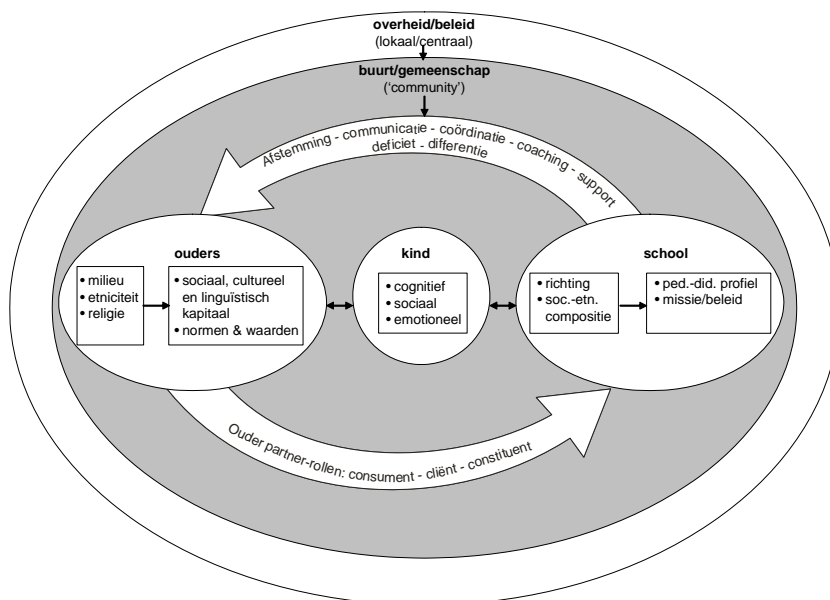 overheid/beleid
(lokaal/centraal)
buurt/gemeenschap
('community')
Afstemming - communicatie - coördinatie - coaching - support
deficiet - differentie
ouders
• milieu
• etniciteit
• religie
• sociaal, cultureel
en linguïstisch
kapitaal
• normen & waarden
kind
• cognitief
• sociaal
• emotioneel
school
• richting
• soc.-etn.
compositie
• ped.-did. profiel
• missie/beleid
Ouder partner-rollen: consument - cliënt - constituent